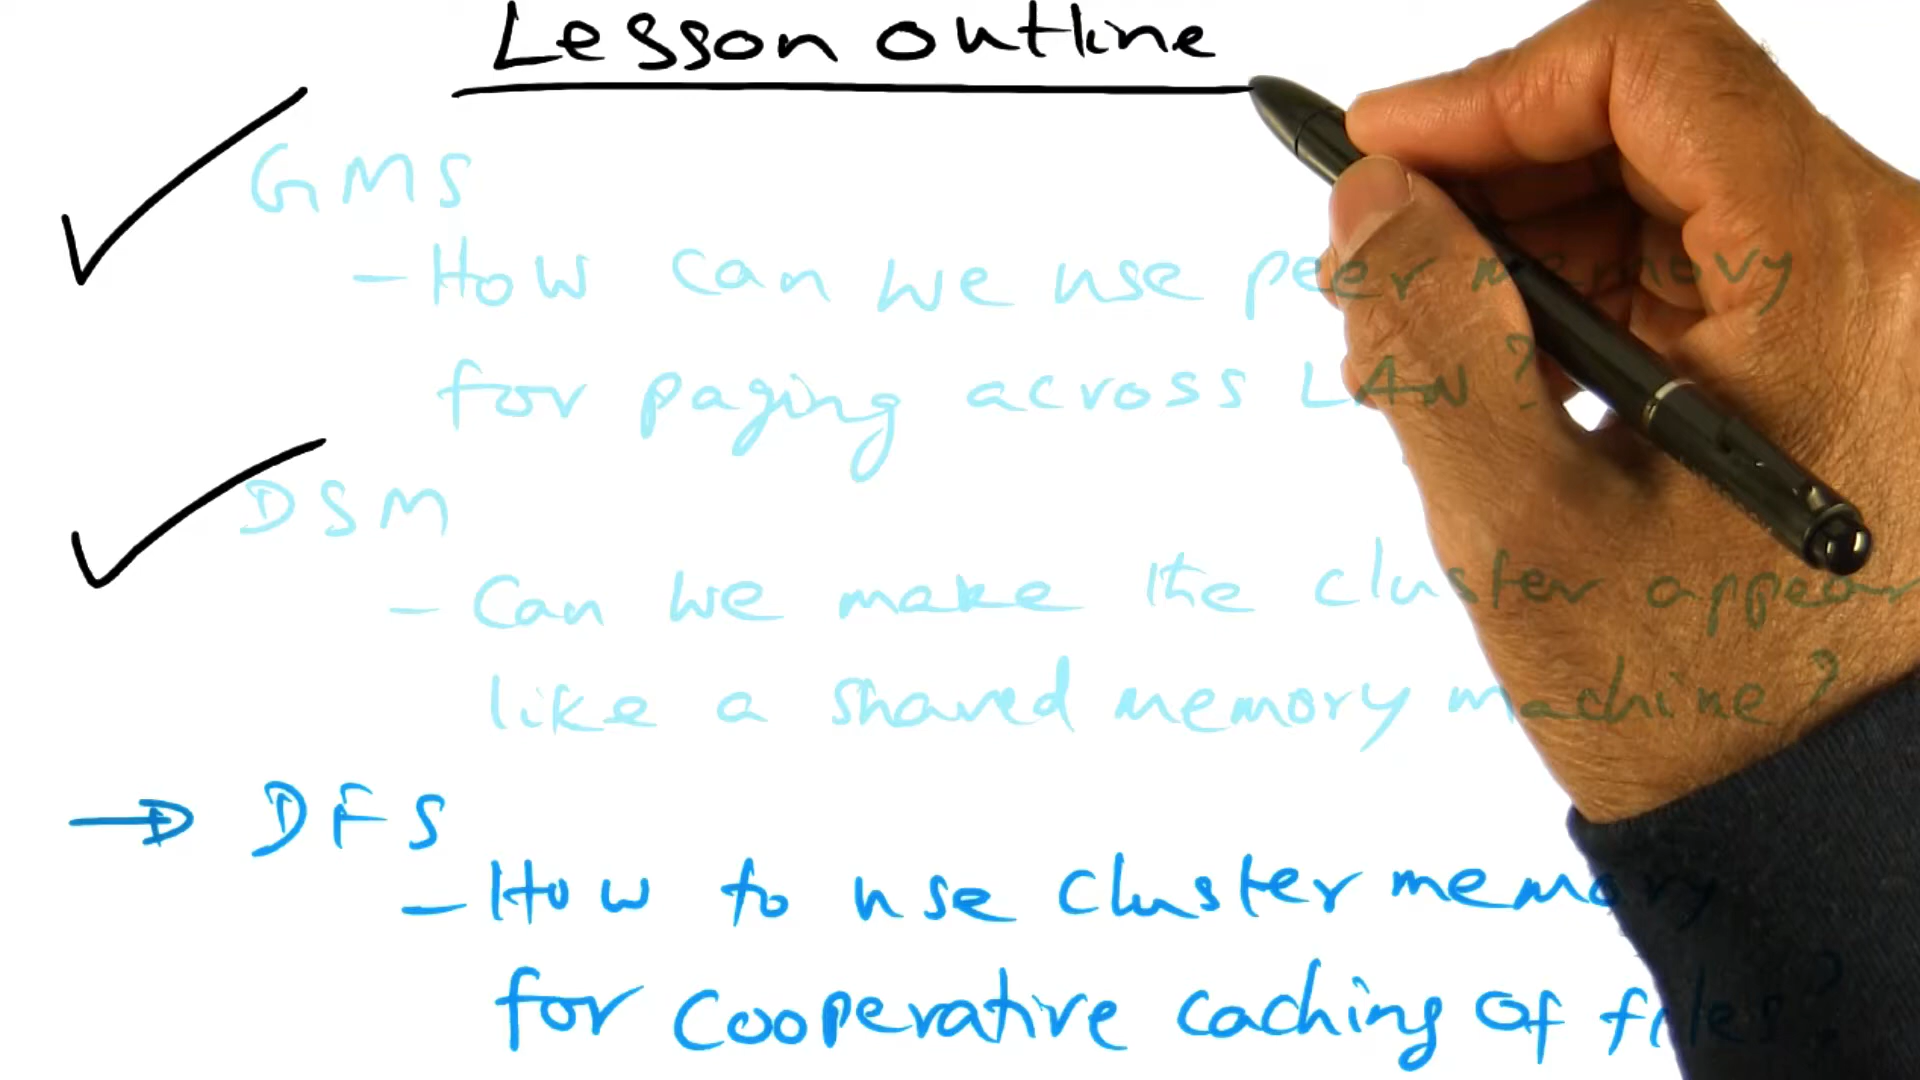 Lesson outline
GMS
- How can we use peer memory
for paging across LAN?
DSM
- Can we make the cluster appear
like a shared memory machine?
→ DFS
- How to use cluster memory
for cooperative caching of files?